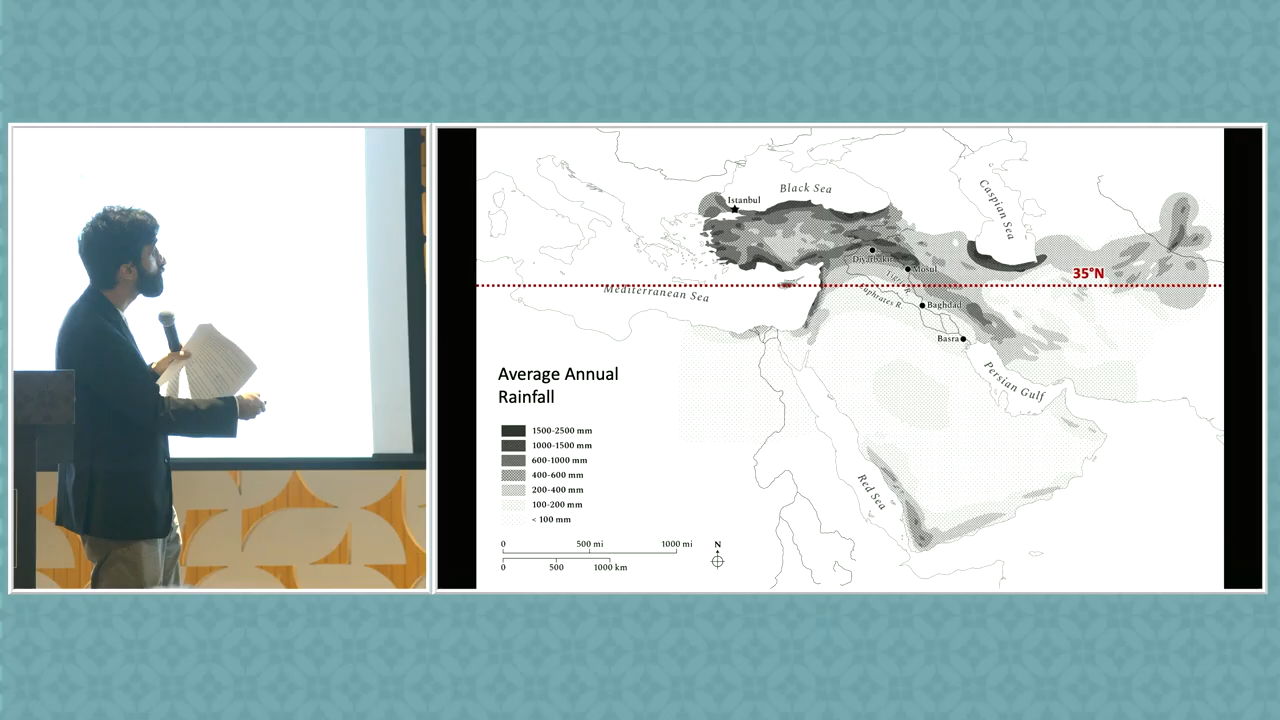 Black Sea
Istanbul
Caspian Sea
Diyarbakir
Mosul
35°N
Tigris R.
Mediterranean Sea
Euphrates R.
Baghdad
Basra
Persian Gulf
Average Annual
Rainfall
1500-2500 mm
1000-1500 mm
600-1000 mm
400-600 mm
200-400 mm
100-200 mm
< 100 mm
Red Sea
0 500 mi 1000 mi
0 500 1000 km
N